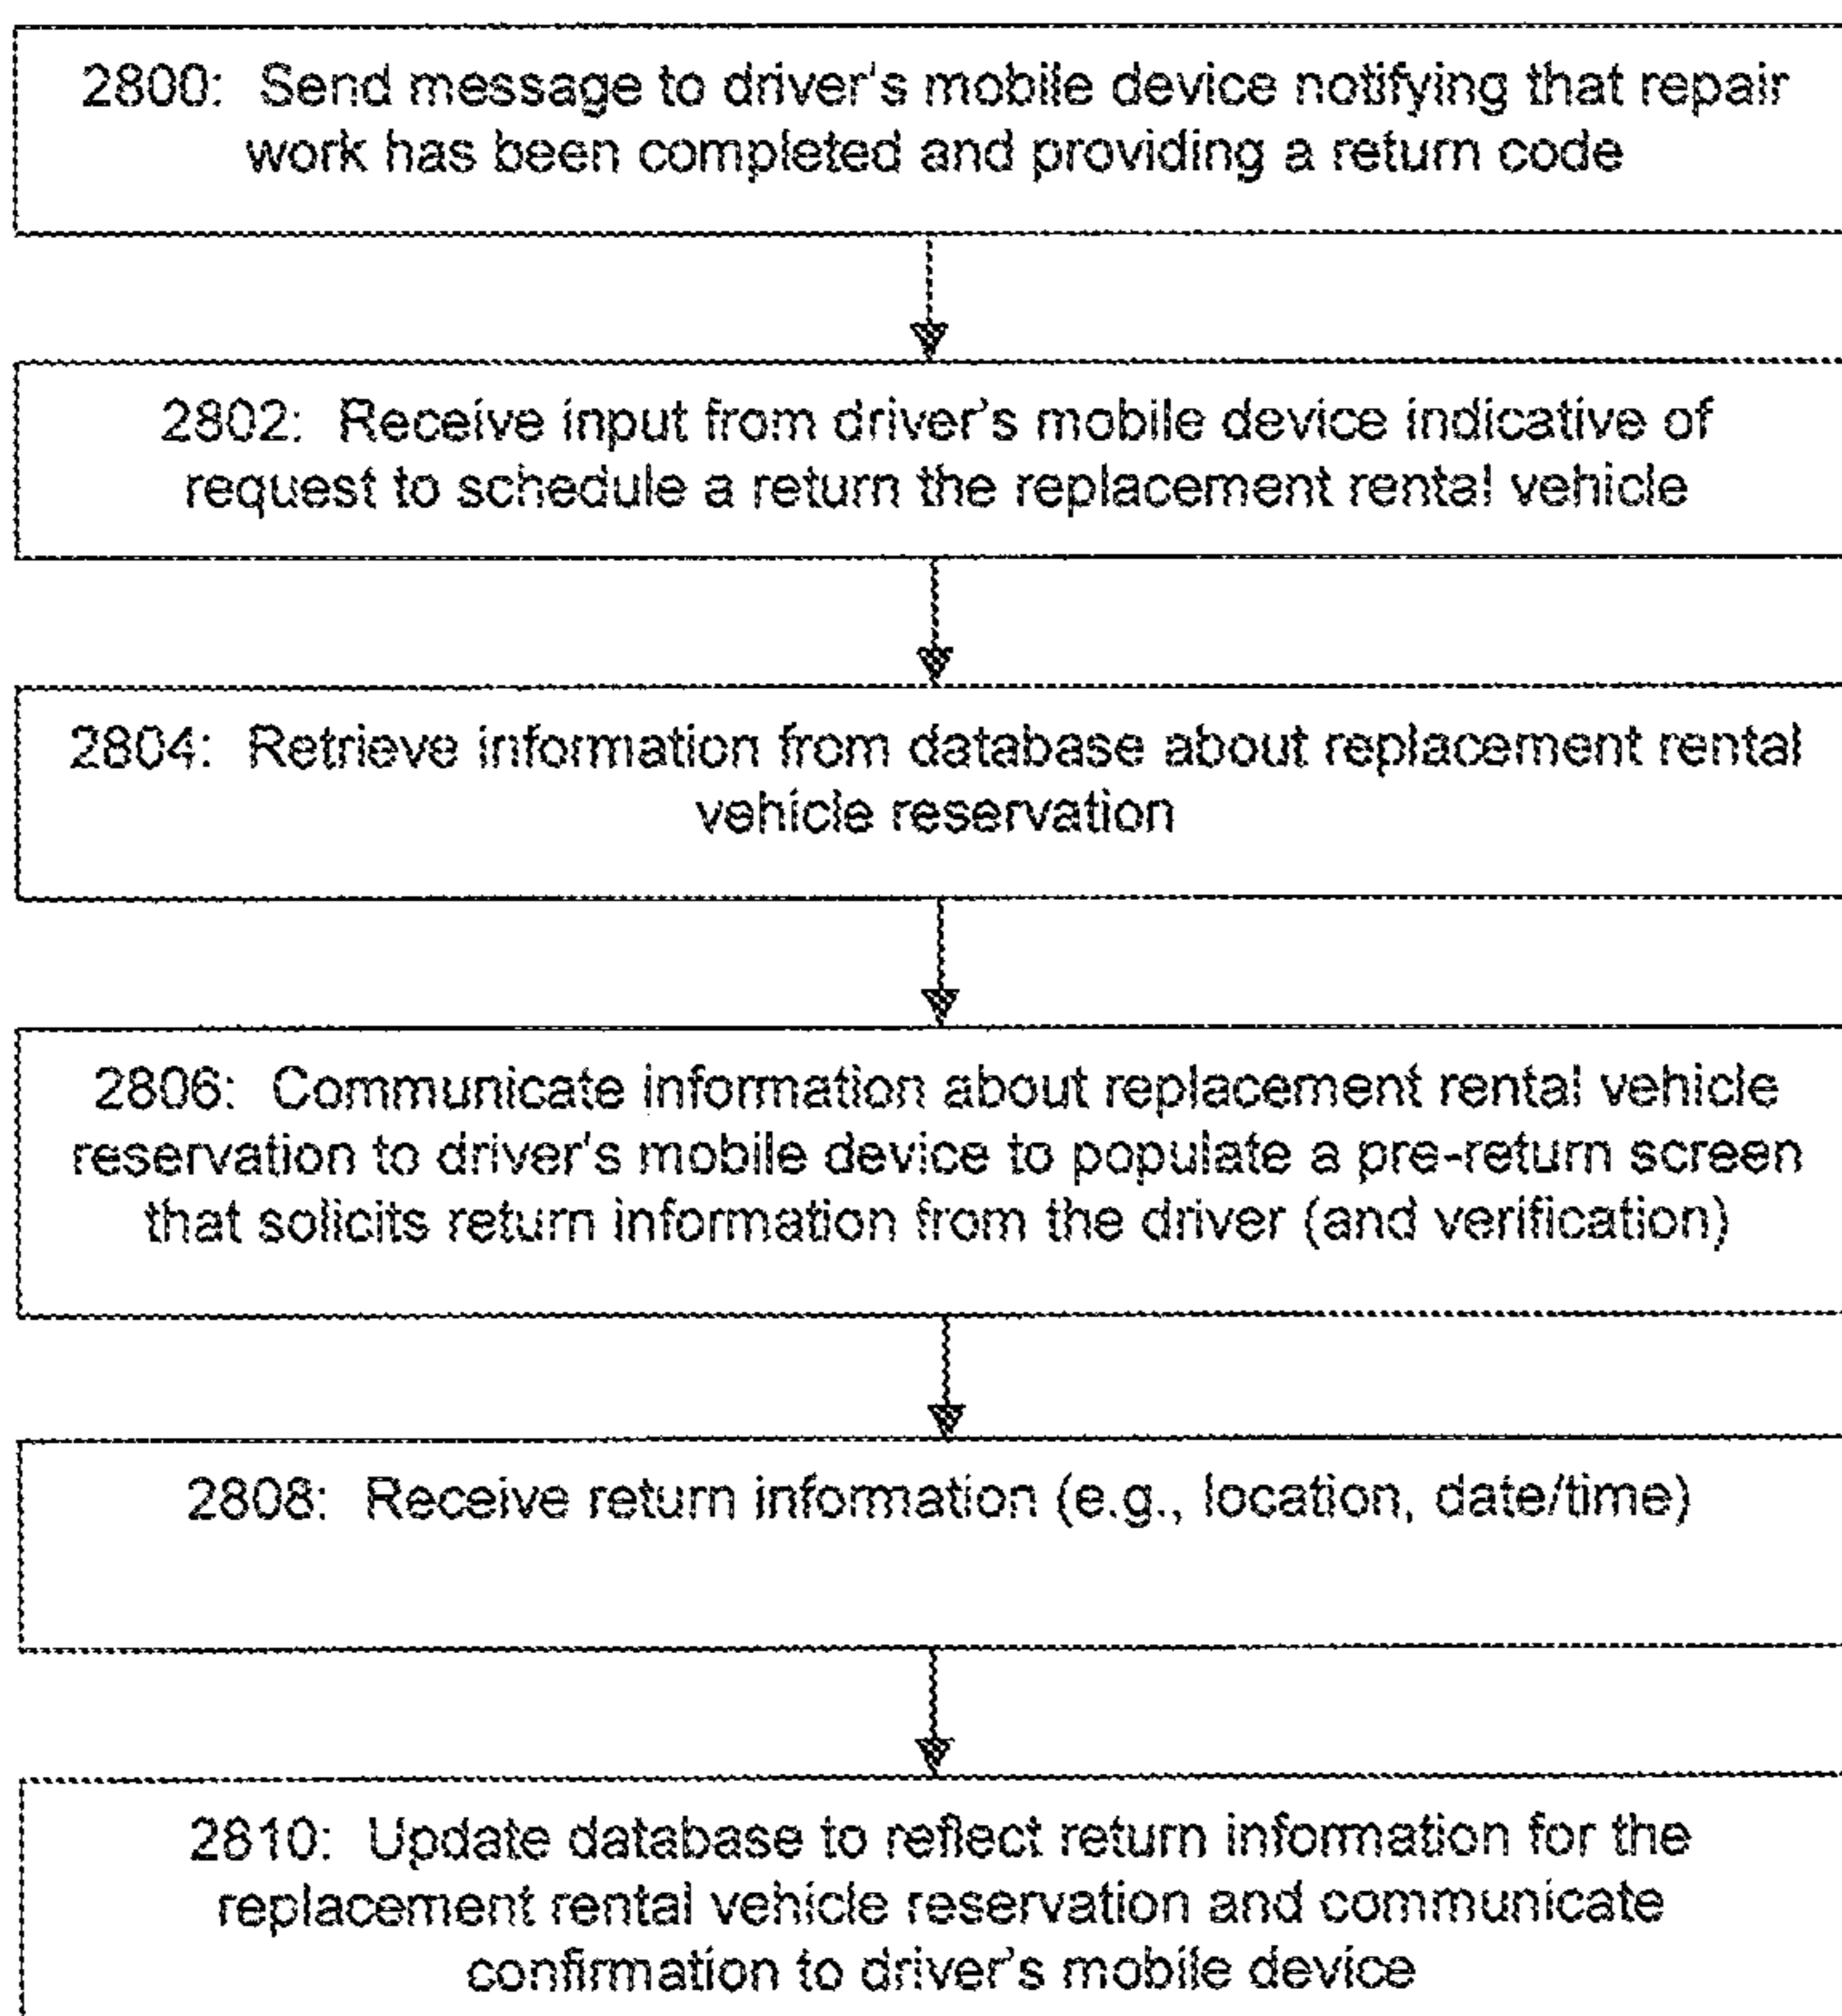 2800: Send message to driver's mobile device notifying that repair
work has been completed and providing a return code
2802: Receive input from driver's mobile device indicative of
request to schedule a return the replacement rental vehicle
2804: Retrieve information from database about replacement rental
vehicle reservation
2806: Communicate information about replacement rental vehicle
reservation to driver's mobile device to populate a pre-return screen
that solicits return information from the driver (and verification)
2808: Receive return information (e.g., location, date/time)
2810: Update database to reflect return information for the
replacement rental vehicle reservation and communicate
confirmation to driver's mobile device